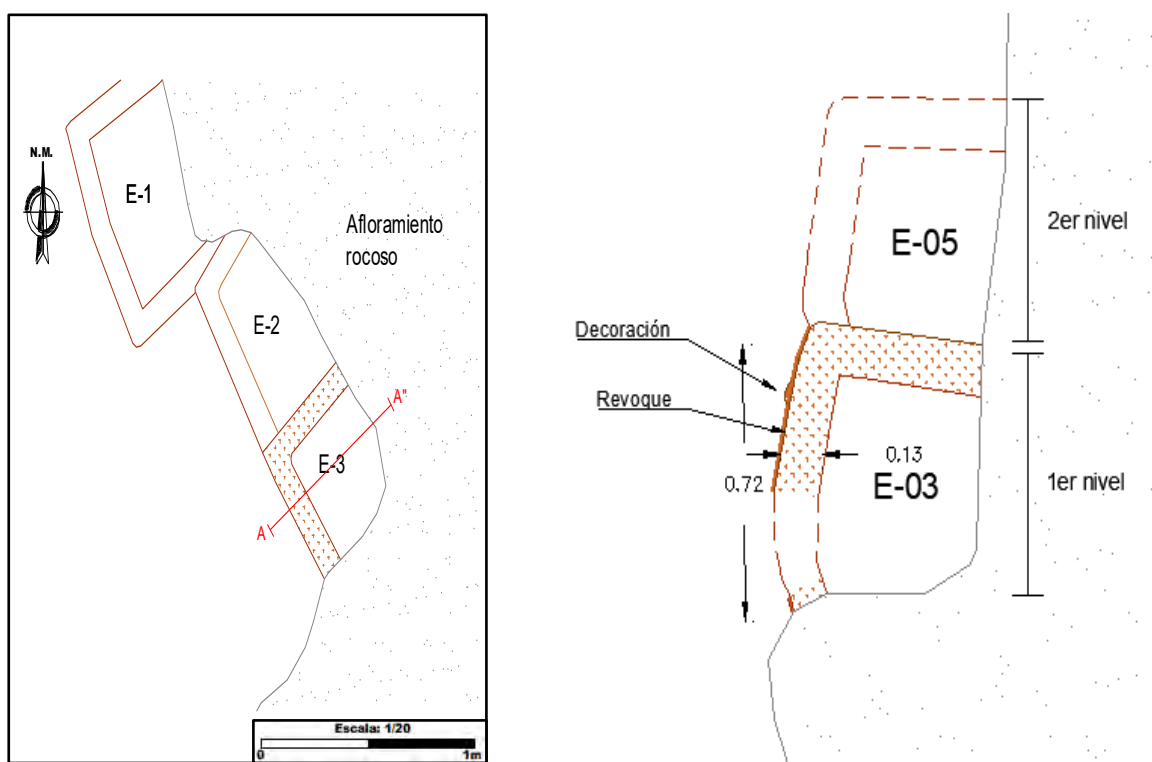 N.M.
E-1
Afloramiento
rocoso
E-2
E-3
A"
A
Escala: 1/20
0
1m
2er nivel
E-05
Decoración
Revoque
0.13
0.72
E-03
1er nivel